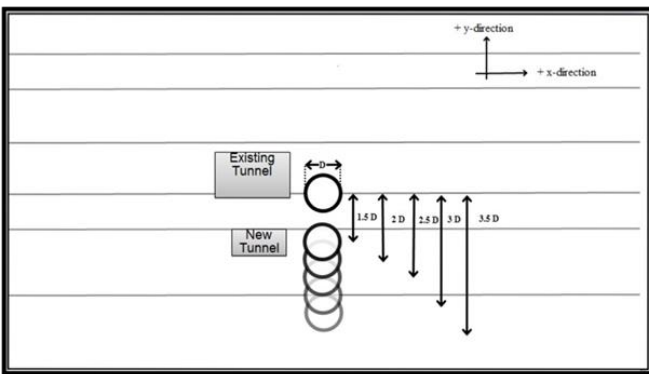 + y-direction
+ x-direction
Existing
Tunnel
D
1.5 D
2 D
2.5 D
3 D
3.5 D
New
Tunnel